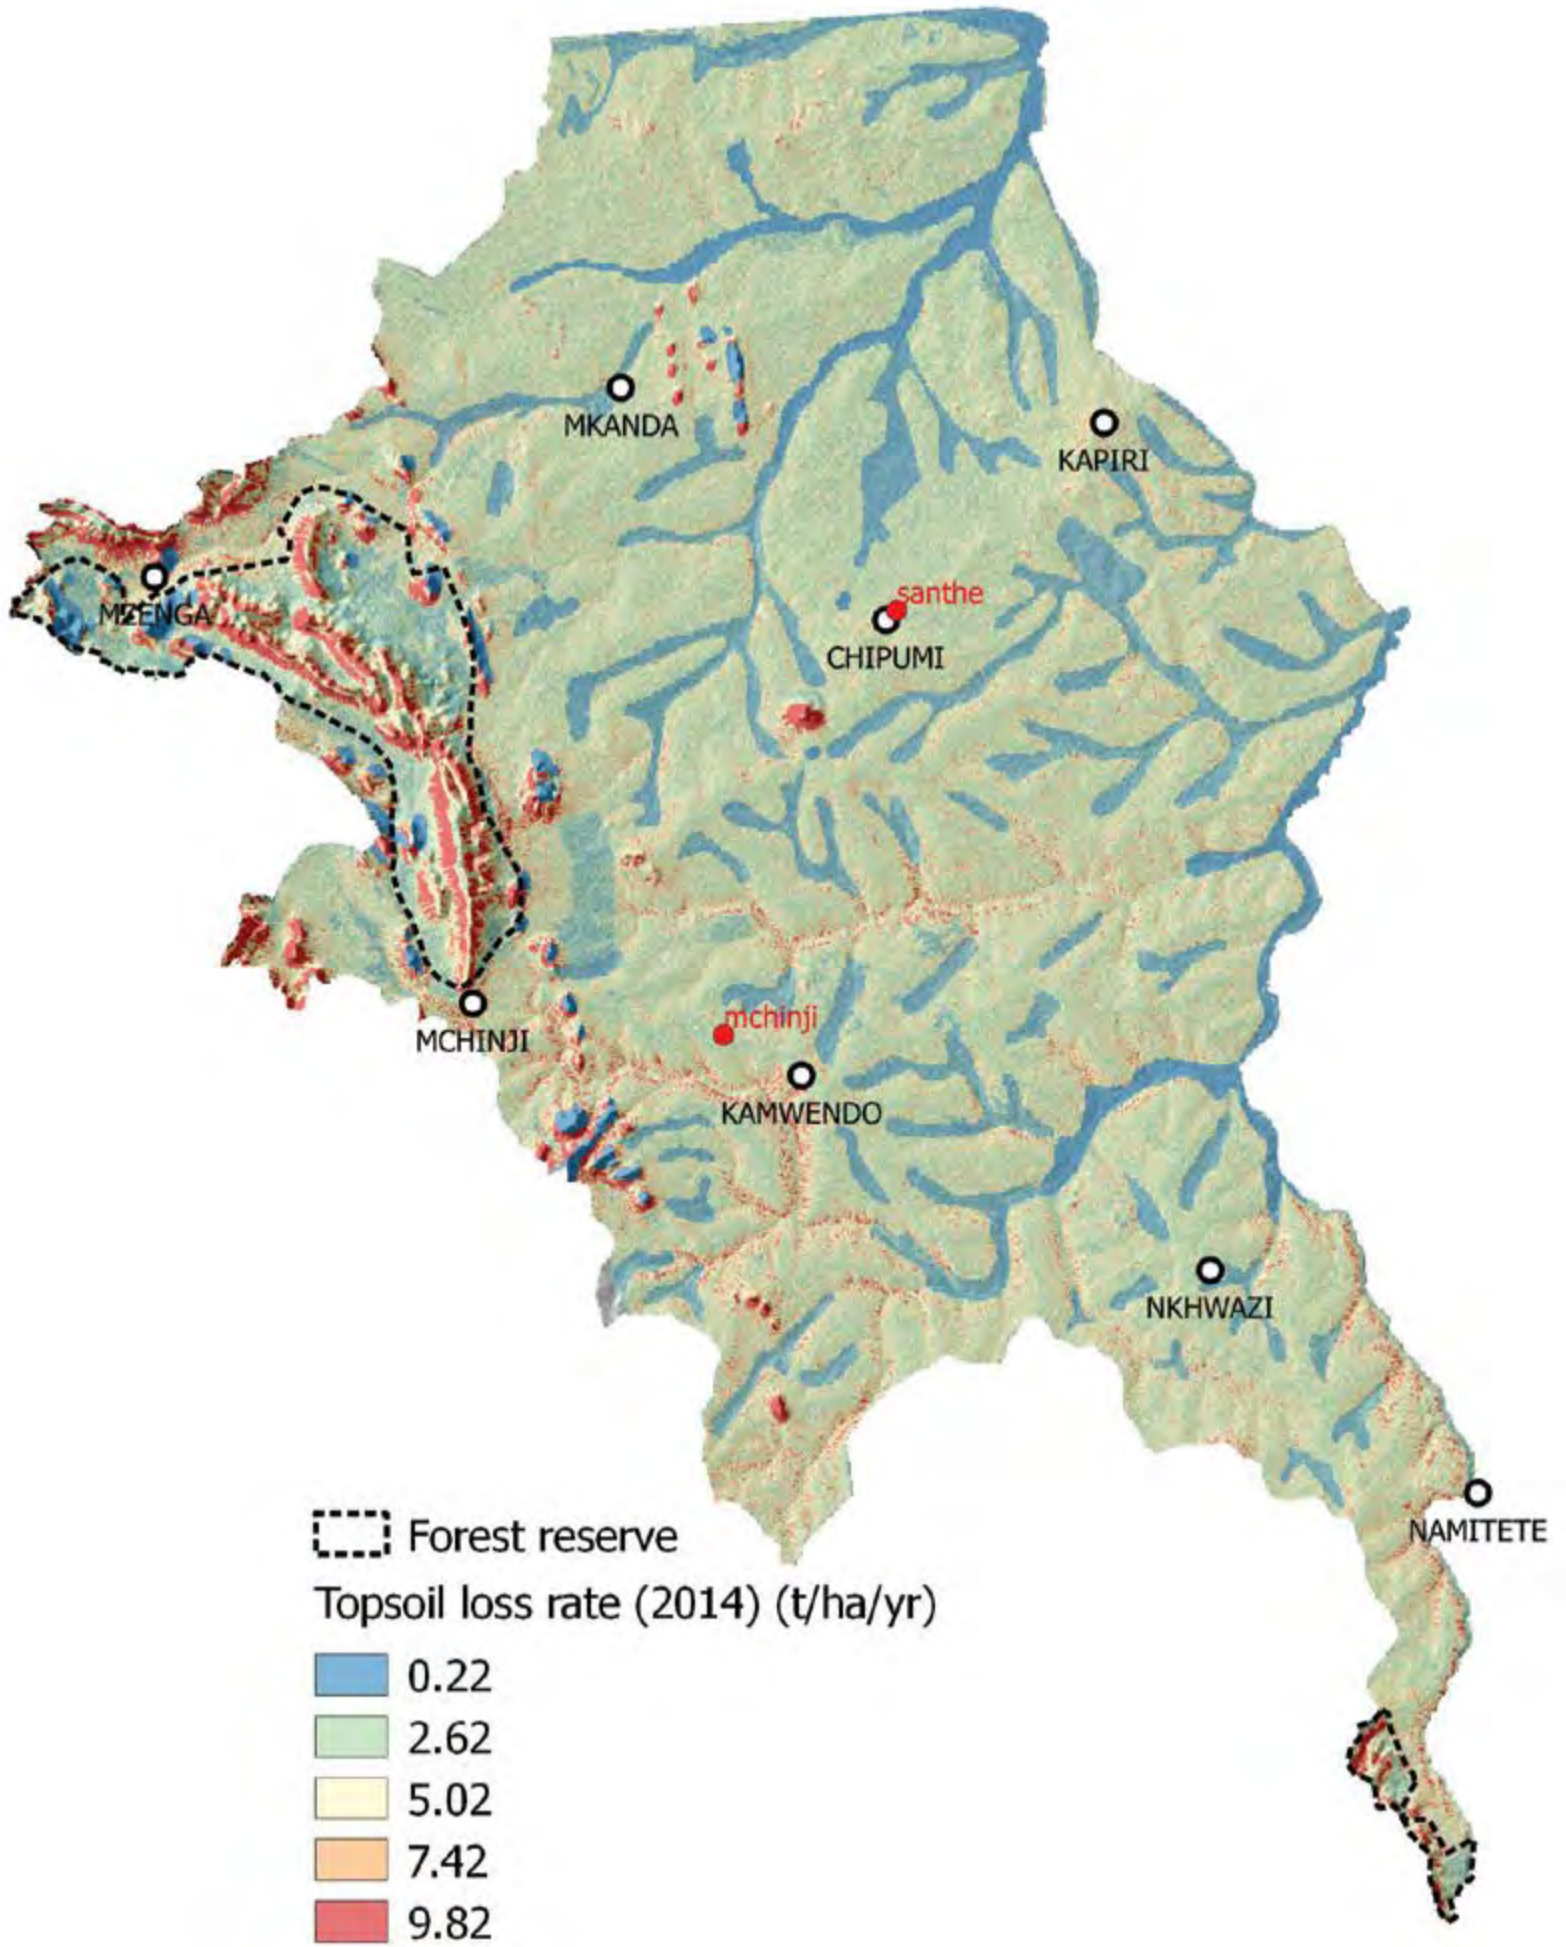 MKANDA
KAPIRI
MZENGA
santhe
CHIPUMI
mchinji
MCHINJI
KAMWENDO
NKHWAZI
NAMITETE
Forest reserve
Topsoil loss rate (2014) (t/ha/yr)
0.22
2.62
5.02
7.42
9.82